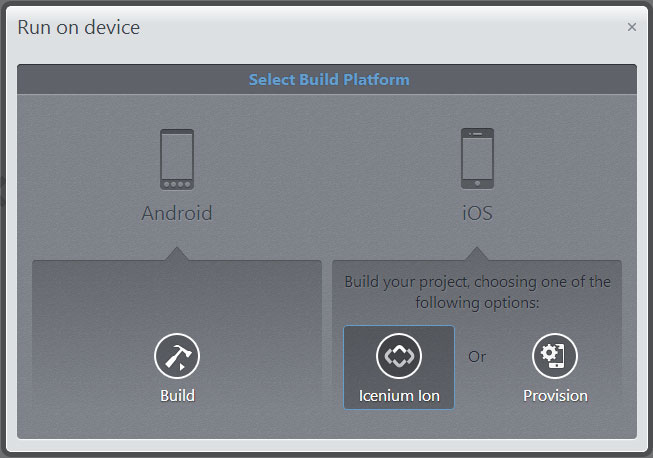 Run on device
Select Build Platform
Android
iOS
Build your project, choosing one of the
following options:
Build
Icenium Ion
Or
Provision